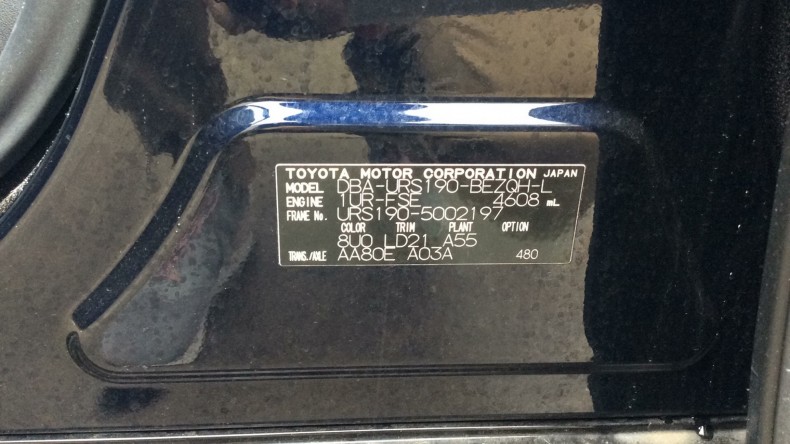 TOYOTA MOTOR CORPORATION JAPAN
MODEL DBA-URS190-BEZQH-L
ENGINE 1UR-FSE 4608 mL
FRAME No. URS190-5002197
COLOR TRIM PLANT OPTION
8U0 LD21 A55
TRANS./AXLE AA80E A03A 480